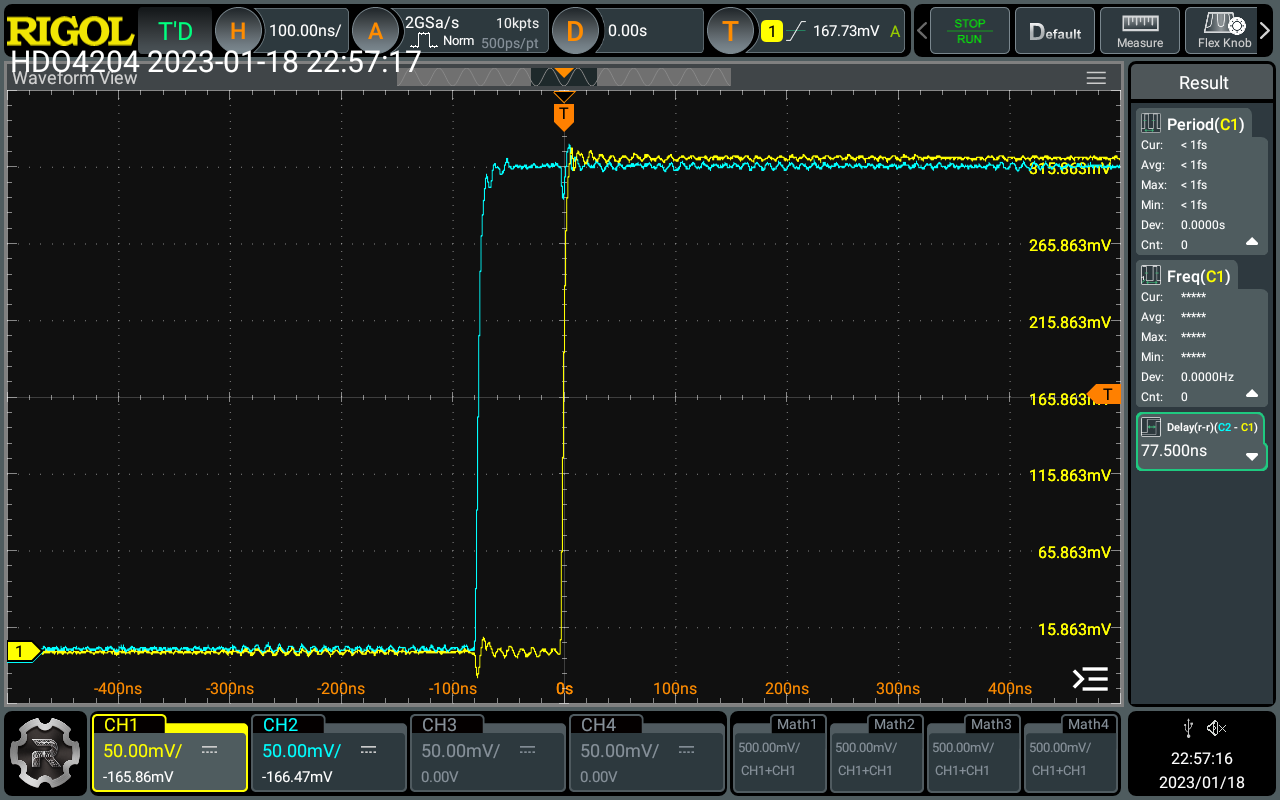 RIGOL T'D H 100.00ns/ A 2GSa/s Norm 10kpts 500ps/pt D 0.00s T 1 167.73mV A STOP RUN Default Measure Flex Knob
HDO4204 2023-01-18 22:57:17
Waveform View
T
315.863mV
265.863mV
215.863mV
165.863mV
T
115.863mV
65.863mV
15.863mV
1
-400ns -300ns -200ns -100ns 0s 100ns 200ns 300ns 400ns
Result
Period(C1)
Cur: < 1fs
Avg: < 1fs
Max: < 1fs
Min: < 1fs
Dev: 0.0000s
Cnt: 0
Freq(C1)
Cur: *****
Avg: *****
Max: *****
Min: *****
Dev: 0.0000Hz
Cnt: 0
Delay(r-r)(C2 - C1)
77.500ns
CH1
50.00mV/
-165.86mV
CH2
50.00mV/
-166.47mV
CH3
50.00mV/
0.00V
CH4
50.00mV/
0.00V
Math1
500.00mV/
CH1+CH1
Math2
500.00mV/
CH1+CH1
Math3
500.00mV/
CH1+CH1
Math4
500.00mV/
CH1+CH1
R
22:57:16
2023/01/18